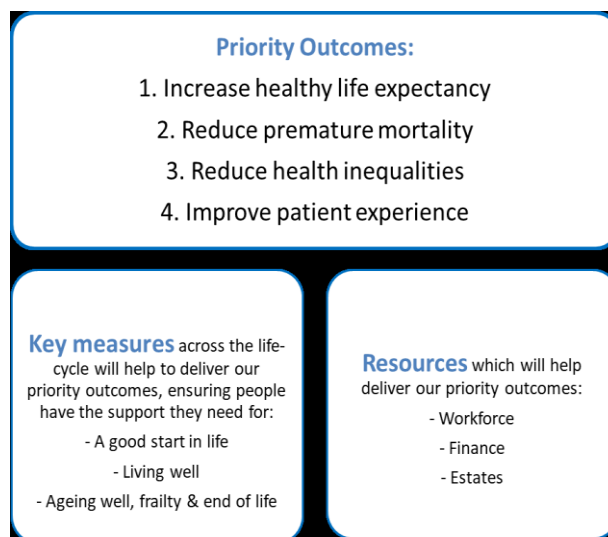 Priority Outcomes:
1. Increase healthy life expectancy
2. Reduce premature mortality
3. Reduce health inequalities
4. Improve patient experience
Key measures across the life-
cycle will help to deliver our
priority outcomes, ensuring people
have the support they need for:
- A good start in life
- Living well
- Ageing well, frailty & end of life
Resources which will help
deliver our priority outcomes:
- Workforce
- Finance
- Estates